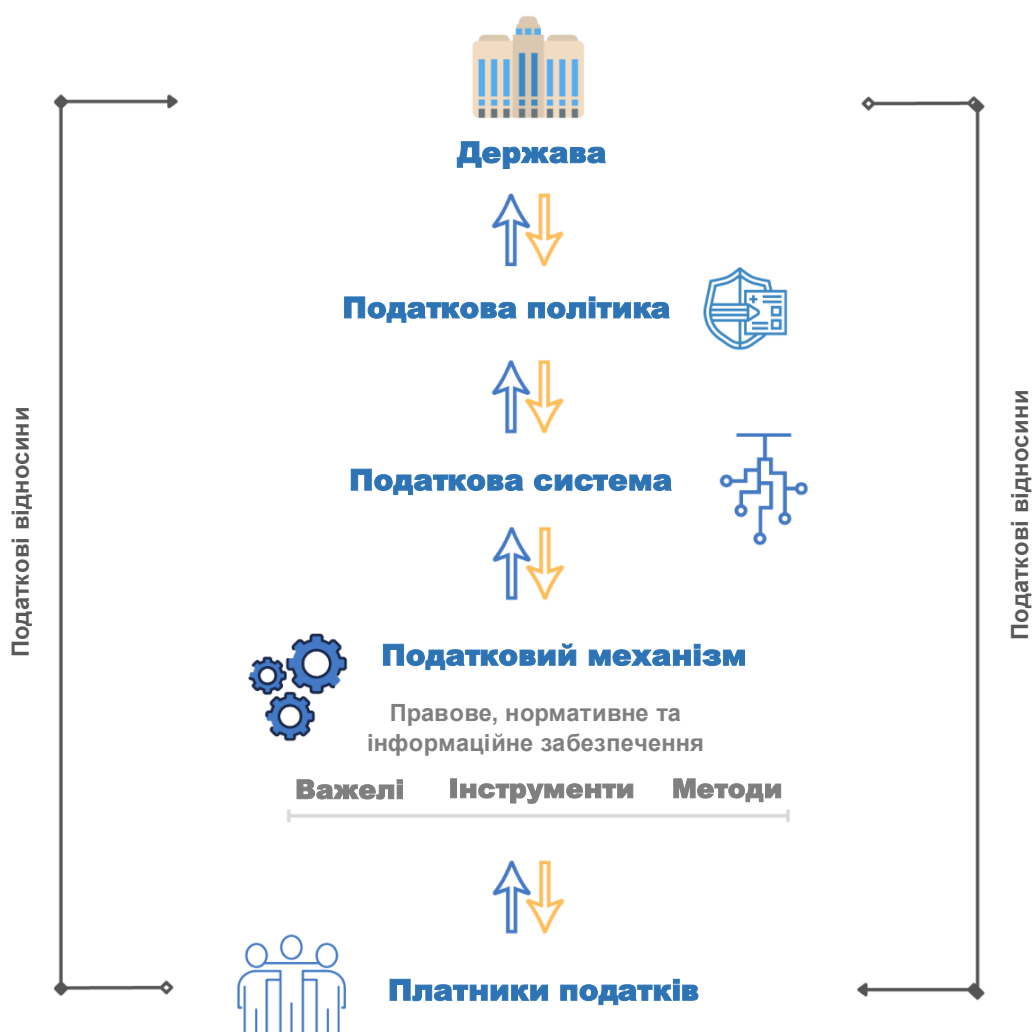 Держава
Податкова політика
Податкова система
Податковий механізм
Правове, нормативне та
інформаційне забезпечення
Важелі Інструменти Методи
Платники податків
Податкові відносини
Податкові відносини